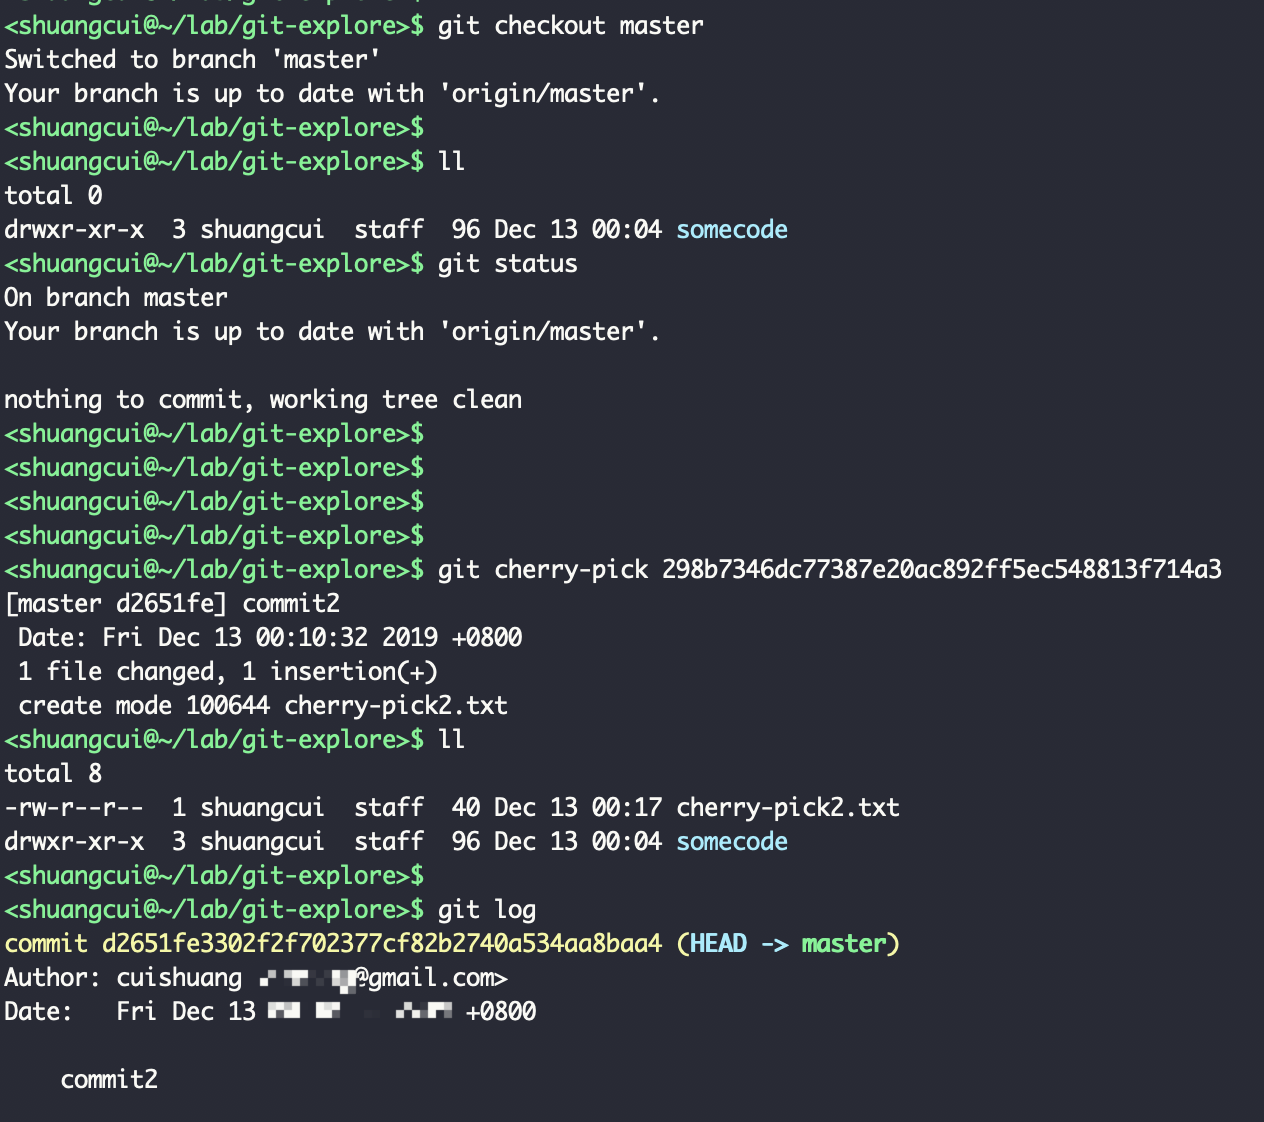 <shuangcui@~/lab/git-explore>$ git checkout master
Switched to branch 'master'
Your branch is up to date with 'origin/master'.
<shuangcui@~/lab/git-explore>$
<shuangcui@~/lab/git-explore>$ ll
total 0
drwxr-xr-x  3 shuangcui  staff  96 Dec 13 00:04 somecode
<shuangcui@~/lab/git-explore>$ git status
On branch master
Your branch is up to date with 'origin/master'.

nothing to commit, working tree clean
<shuangcui@~/lab/git-explore>$
<shuangcui@~/lab/git-explore>$
<shuangcui@~/lab/git-explore>$
<shuangcui@~/lab/git-explore>$
<shuangcui@~/lab/git-explore>$ git cherry-pick 298b7346dc77387e20ac892ff5ec548813f714a3
[master d2651fe] commit2
 Date: Fri Dec 13 00:10:32 2019 +0800
 1 file changed, 1 insertion(+)
 create mode 100644 cherry-pick2.txt
<shuangcui@~/lab/git-explore>$ ll
total 8
-rw-r--r--  1 shuangcui  staff  40 Dec 13 00:17 cherry-pick2.txt
drwxr-xr-x  3 shuangcui  staff  96 Dec 13 00:04 somecode
<shuangcui@~/lab/git-explore>$
<shuangcui@~/lab/git-explore>$ git log
commit d2651fe3302f2f702377cf82b2740a534aa8baa4 (HEAD -> master)
Author: cuishuang @gmail.com>
Date:   Fri Dec 13 +0800

    commit2